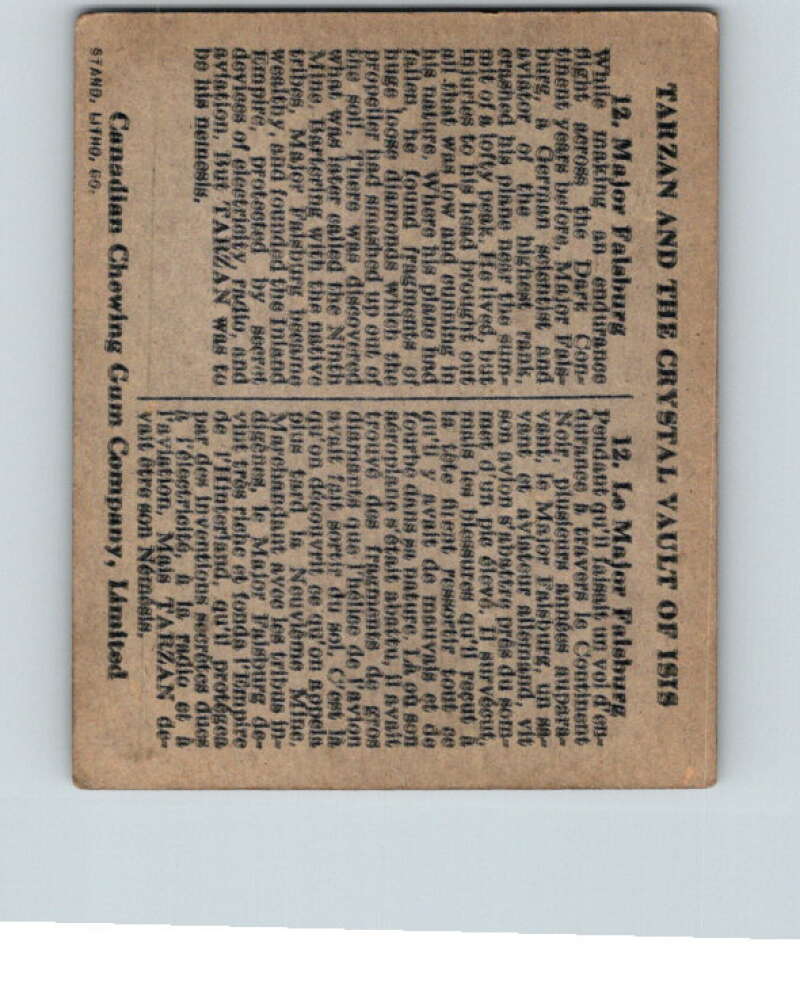 TARZAN AND THE CRYSTAL VAULT OF ISIS
12. Major Falsburg
While making an endurance
flight across the Dark Con-
tinent years before, Major Fals-
burg, a German scientist and
aviator of the highest rank,
crashed his plane near the sum-
mit of a lofty peak. He lived, but
injuries to his head brought out
all that was low and cunning in
his nature. Where his plane had
fallen, he found fragments of
huge loose diamonds which the
propeller had smashed up out of
the soil. There was discovered
what was later called the Ninth
Mine. Bartering with the native
tribes, Major Falsburg became
wealthy, and founded the Inland
Empire, protected by secret
devices of electricity, radio, and
aviation. But TARZAN was to
be his nemesis.
12. Le Major Falsburg
Pendant qu'il faisait un vol d'en-
durance à travers le Continent
Noir, plusieurs années aupara-
vant, le Major Falsburg, un sa-
vant et aviateur allemand, vit
son avion s'abattre près du som-
met d'un pic élevé. Il survécut,
mais les blessures qu'il reçut à
la tête firent ressortir tout ce
qu'il y avait de mauvais et de
fourbe dans sa nature. Là où son
aéroplane s'était abattu, il avait
trouvé des fragments de gros
diamants que l'hélice de l'avion
avait fait sortir du sol. C'est là
qu'on découvrit ce qu'on appela
plus tard la Neuvième Mine.
Marchandant avec les tribus in-
digènes, le Major Falsburg de-
vint très riche et fonda l'Empire
de l'Hinterland, qu'il protégea
par des inventions secrètes dues
à l'électricité, à la radio et à
l'aviation. Mais TARZAN de-
vait être son Némésis.
Canadian Chewing Gum Company, Limited
STAND. LITHO. CO.